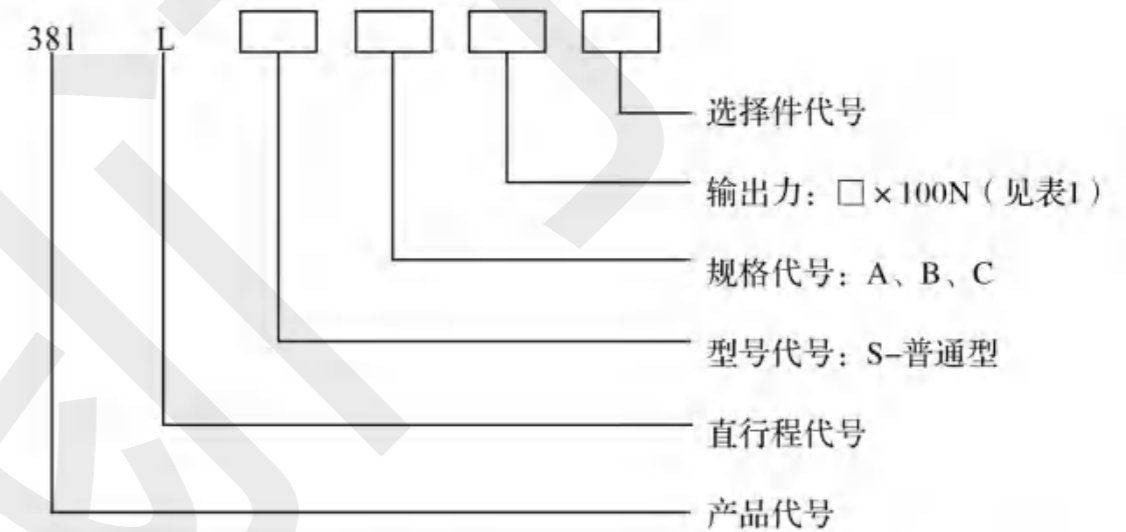 381 L
选择件代号
输出力：□×100N（见表1）
规格代号：A、B、C
型号代号：S-普通型
直行程代号
产品代号